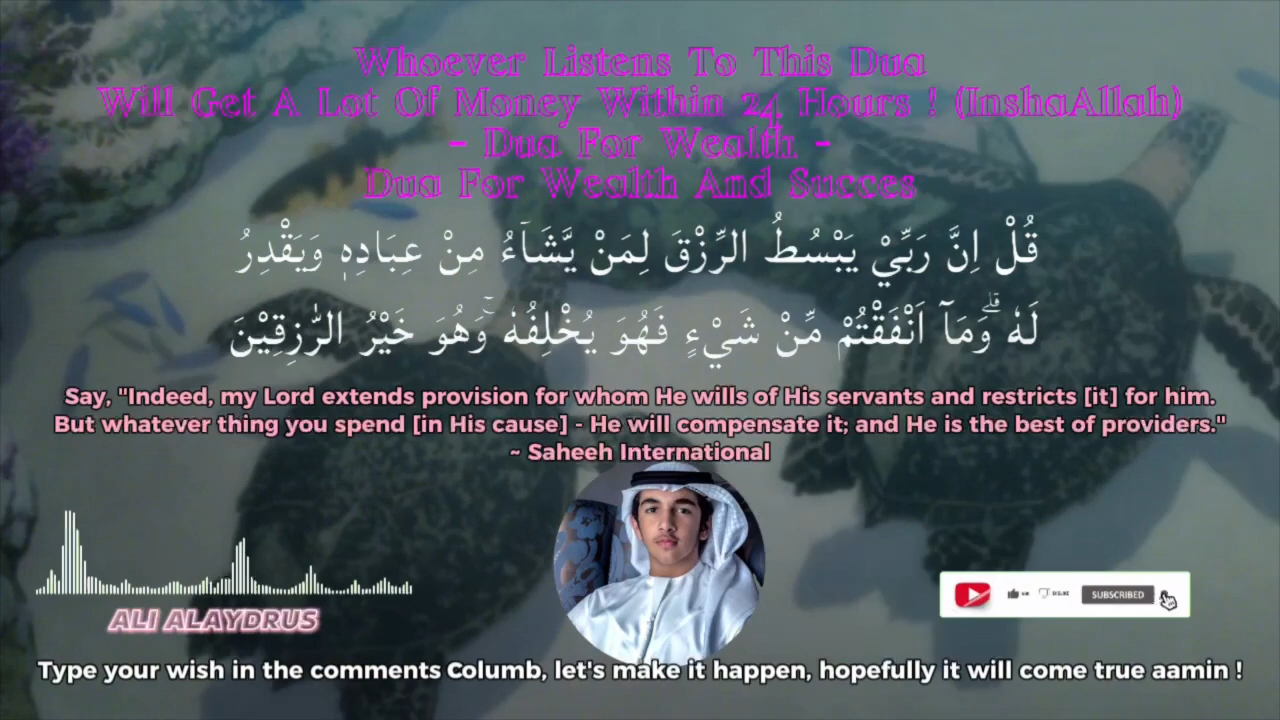 Whoever Listens To This Dua
Will Get A Lot Of Money Within 24 Hours ! (InshaAllah)
- Dua For Wealth -
Dua For Wealth And Succes
قُلْ اِنَّ رَبِّيْ يَبْسُطُ الرِّزْقَ لِمَنْ يَّشَاۤءُ مِنْ عِبَادِهٖ وَيَقْدِرُ
لَهٗ ۗوَمَآ اَنْفَقْتُمْ مِّنْ شَيْءٍ فَهُوَ يُخْلِفُهٗ ۚوَهُوَ خَيْرُ الرّٰزِقِيْنَ
Say, "Indeed, my Lord extends provision for whom He wills of His servants and restricts [it] for him.
But whatever thing you spend [in His cause] - He will compensate it; and He is the best of providers."
~ Saheeh International
ALI ALAYDRUS
SUBSCRIBED
Type your wish in the comments Columb, let's make it happen, hopefully it will come true aamin !